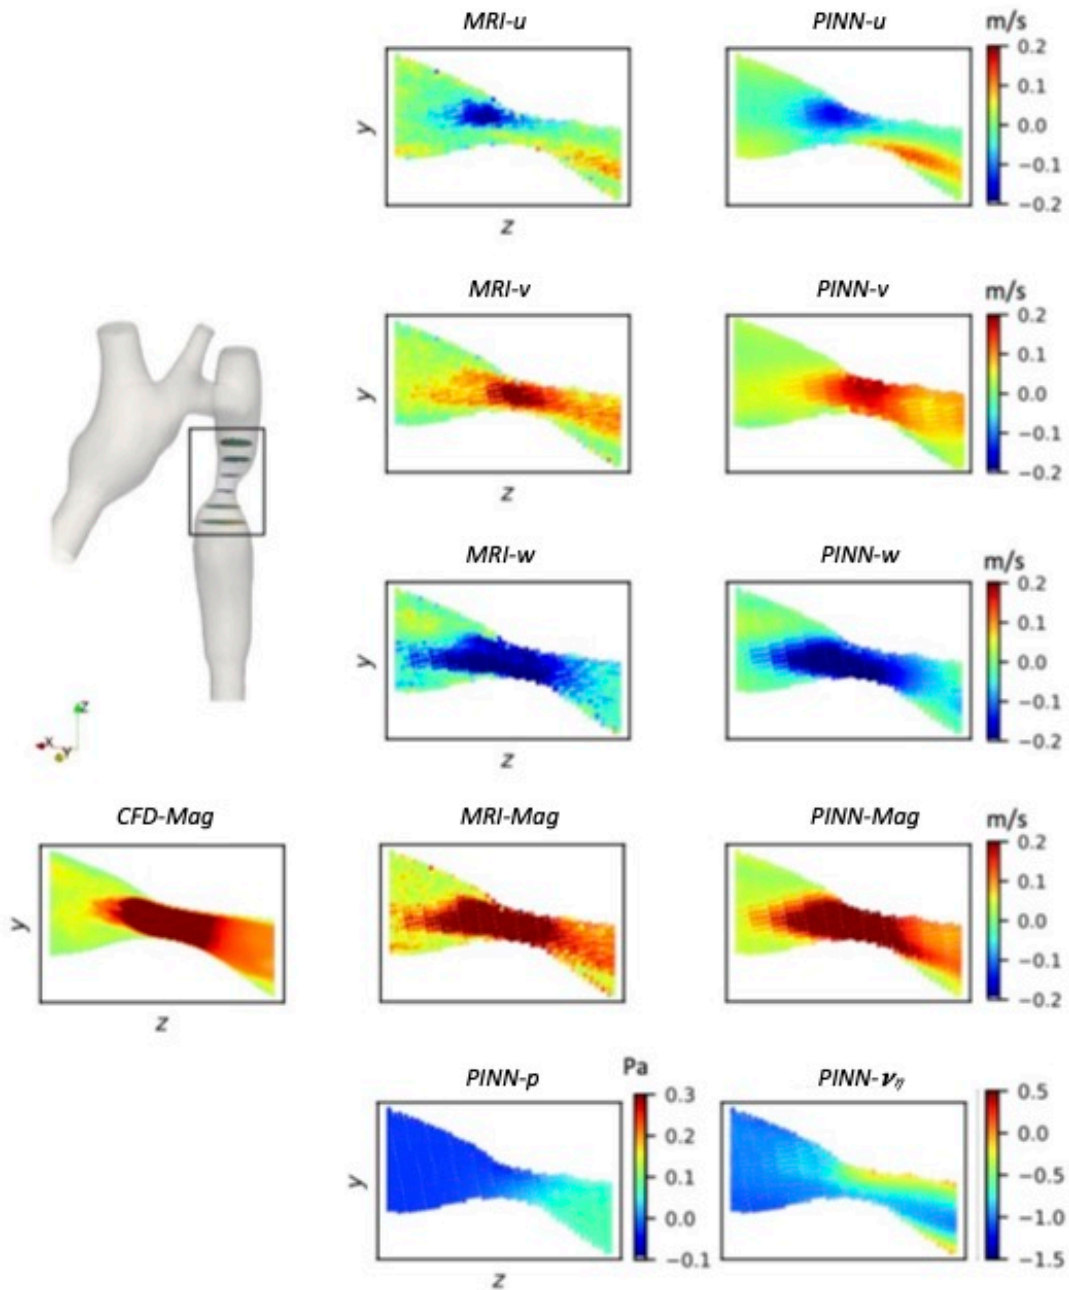 MRI-u
PINN-u
m/s
0.2
0.1
0.0
−0.1
−0.2
y
z
MRI-v
PINN-v
m/s
0.2
0.1
0.0
−0.1
−0.2
y
z
MRI-w
PINN-w
m/s
0.2
0.1
0.0
−0.1
−0.2
y
z
Z
X
Y
CFD-Mag
MRI-Mag
PINN-Mag
m/s
0.2
0.1
0.0
−0.1
−0.2
y
z
PINN-p
Pa
0.3
0.2
0.1
0.0
−0.1
PINN-νη
0.5
0.0
−0.5
−1.0
−1.5
y
z